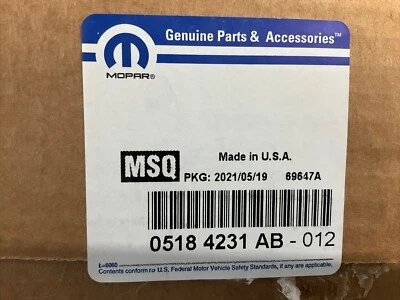 Genuine Parts & Accessories™
MOPAR®
MSQ
Made in U.S.A.
PKG: 2021/05/19 69647A
0518 4231 AB - 012
L=6060
Contents conform to U.S. Federal Motor Vehicle Safety Standards, if any are applicable,